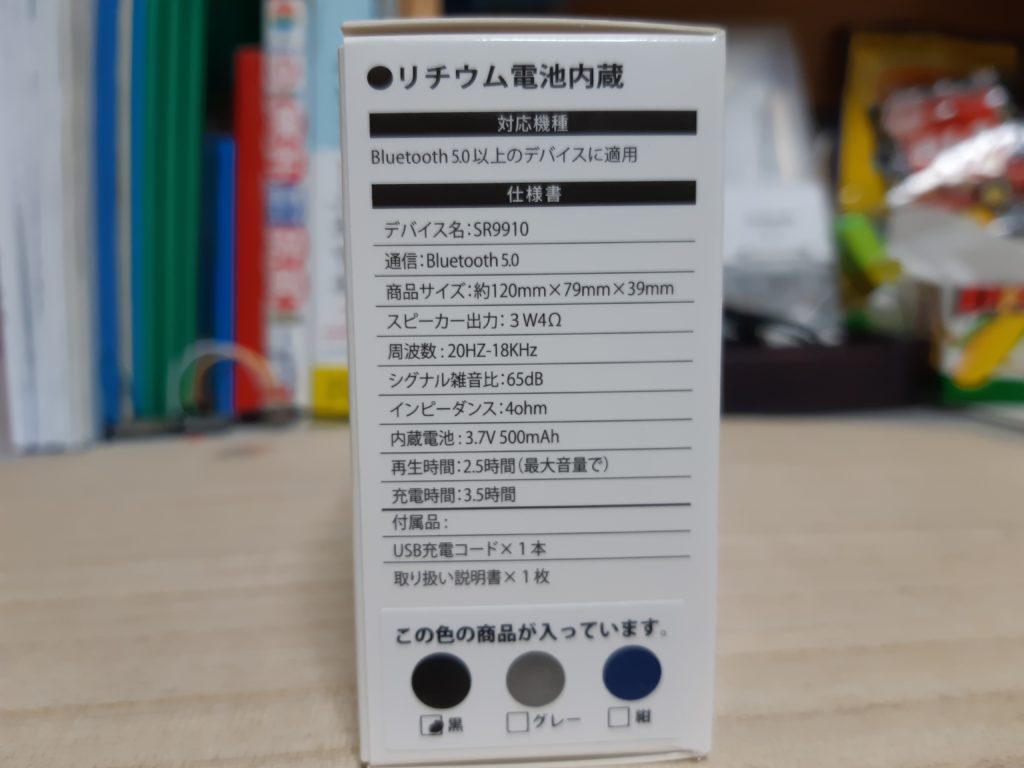 ●リチウム電池内蔵
対応機種
Bluetooth 5.0 以上のデバイスに適用
仕様書
デバイス名：SR9910
通信：Bluetooth 5.0
商品サイズ：約120mm×79mm×39mm
スピーカー出力：３W4Ω
周波数：20HZ-18KHz
シグナル雑音比：65dB
インピーダンス：4ohm
内蔵電池：3.7V 500mAh
再生時間：2.5時間（最大音量で）
充電時間：3.5時間
付属品：
USB充電コード×１本
取り扱い説明書×１枚
この色の商品が入っています。
黒 グレー 紺